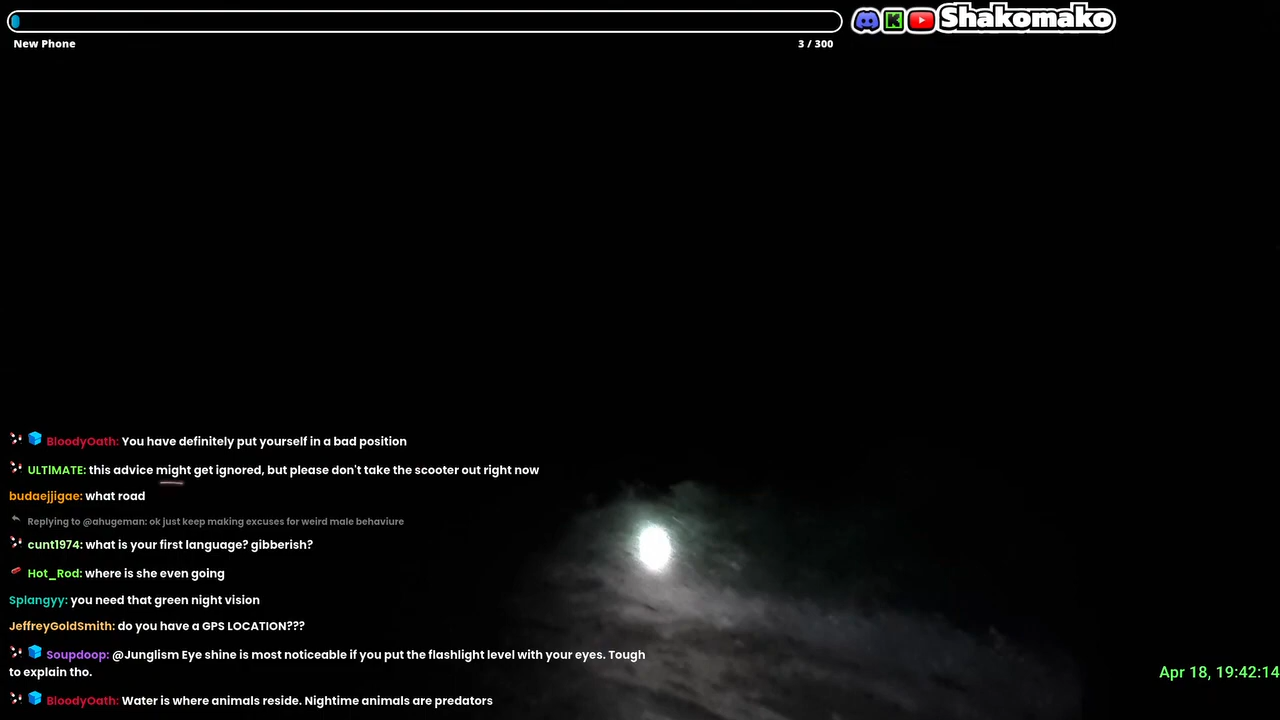 Shakomako
New Phone
3 / 300
BloodyOath: You have definitely put yourself in a bad position
ULTIMATE: this advice might get ignored, but please don't take the scooter out right now
budaejjigae: what road
Replying to @ahugeman: ok just keep making excuses for weird male behaviure
cunt1974: what is your first language? gibberish?
Hot_Rod: where is she even going
Splangyy: you need that green night vision
JeffreyGoldSmith: do you have a GPS LOCATION???
Soupdoop: @Junglism Eye shine is most noticeable if you put the flashlight level with your eyes. Tough
to explain tho.
Apr 18, 19:42:14
BloodyOath: Water is where animals reside. Nightime animals are predators